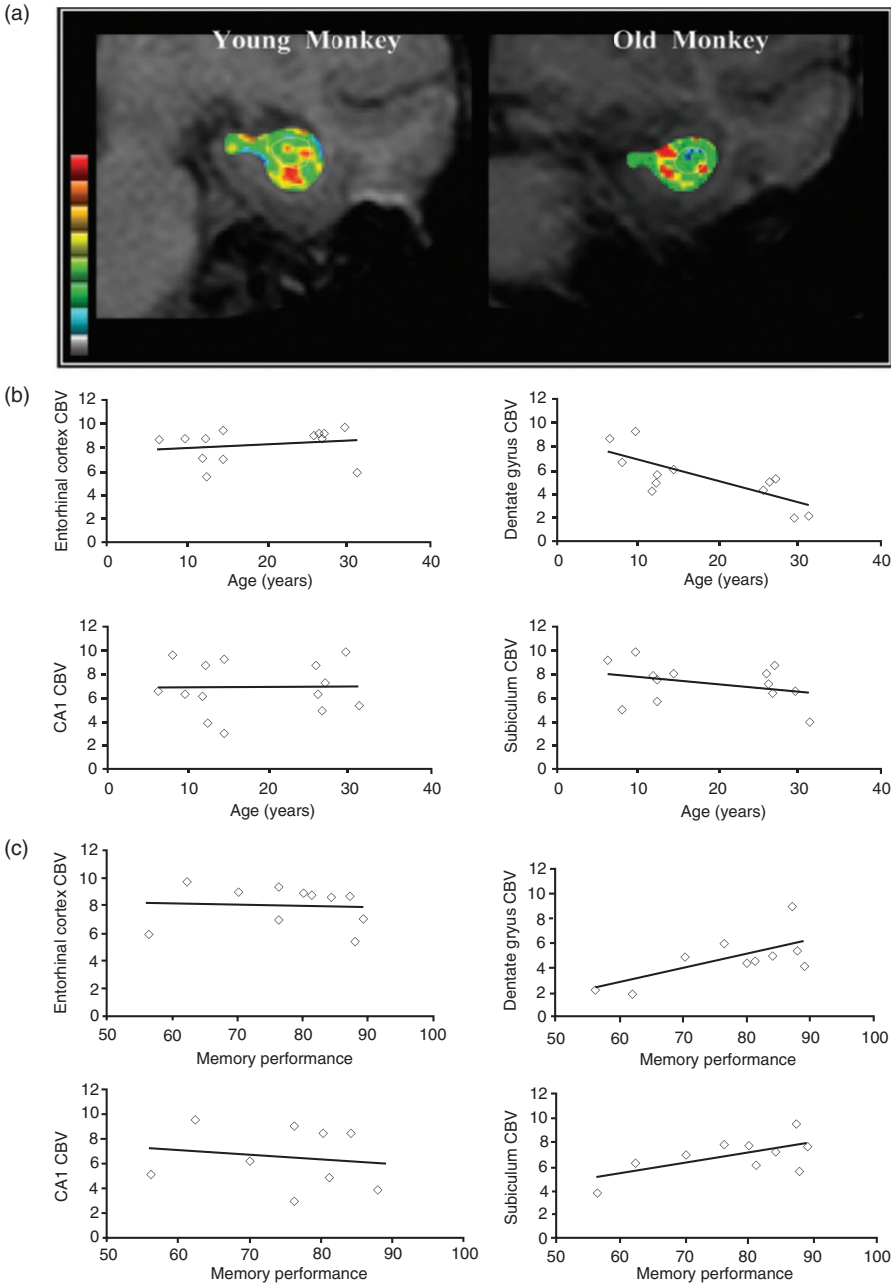 (a)
Young Monkey
Old Monkey
(b)
Entorhinal cortex CBV
12
10
8
6
4
2
0
0 10 20 30 40
Age (years)
Dentate gyrus CBV
12
10
8
6
4
2
0
0 10 20 30 40
Age (years)
CA1 CBV
12
10
8
6
4
2
0
0 10 20 30 40
Age (years)
Subiculum CBV
12
10
8
6
4
2
0
0 10 20 30 40
Age (years)
(c)
Entorhinal cortex CBV
12
10
8
6
4
2
0
50 60 70 80 90 100
Memory performance
Dentate gryus CBV
12
10
8
6
4
2
0
50 60 70 80 90 100
Memory performance
CA1 CBV
12
10
8
6
4
2
0
50 60 70 80 90 100
Memory performance
Subiculum CBV
12
10
8
6
4
2
0
50 60 70 80 90 100
Memory performance